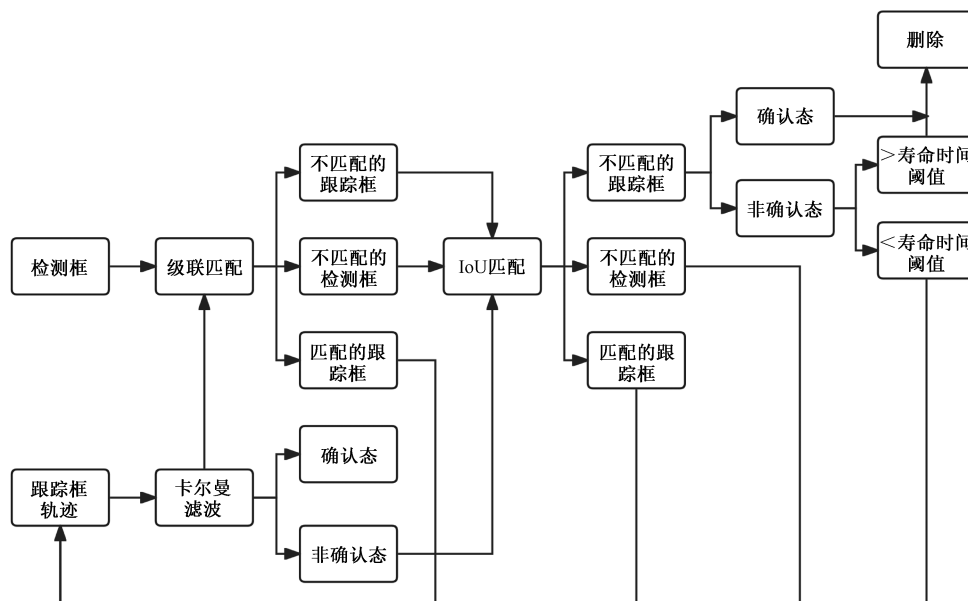 删除
确认态
不匹配的
跟踪框
不匹配的
跟踪框
>寿命时间
阈值
非确认态
检测框
级联匹配
不匹配的
检测框
IoU匹配
不匹配的
检测框
<寿命时间
阈值
匹配的跟
踪框
匹配的跟
踪框
确认态
跟踪框
轨迹
卡尔曼
滤波
非确认态